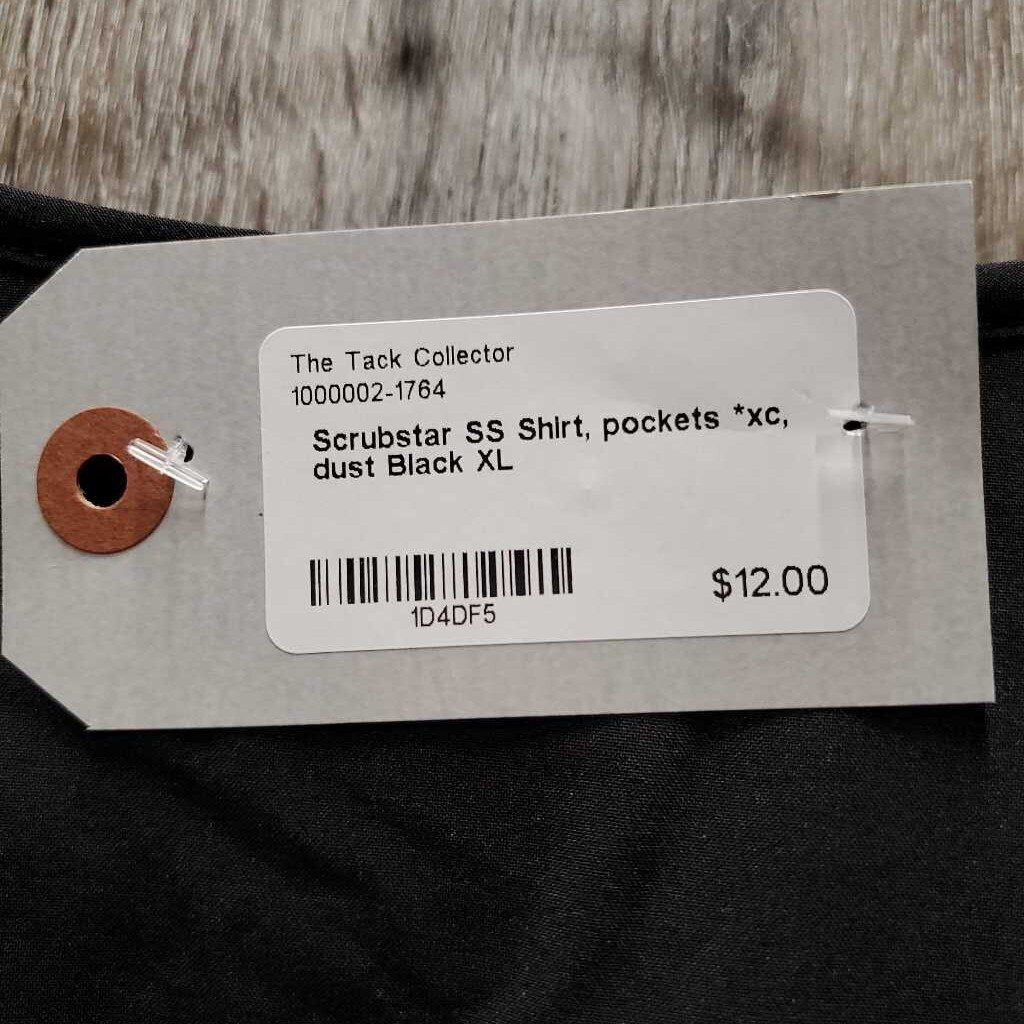 The Tack Collector
1000002-1764
Scrubstar SS Shirt, pockets *xc,
dust Black XL
1D4DF5
$12.00